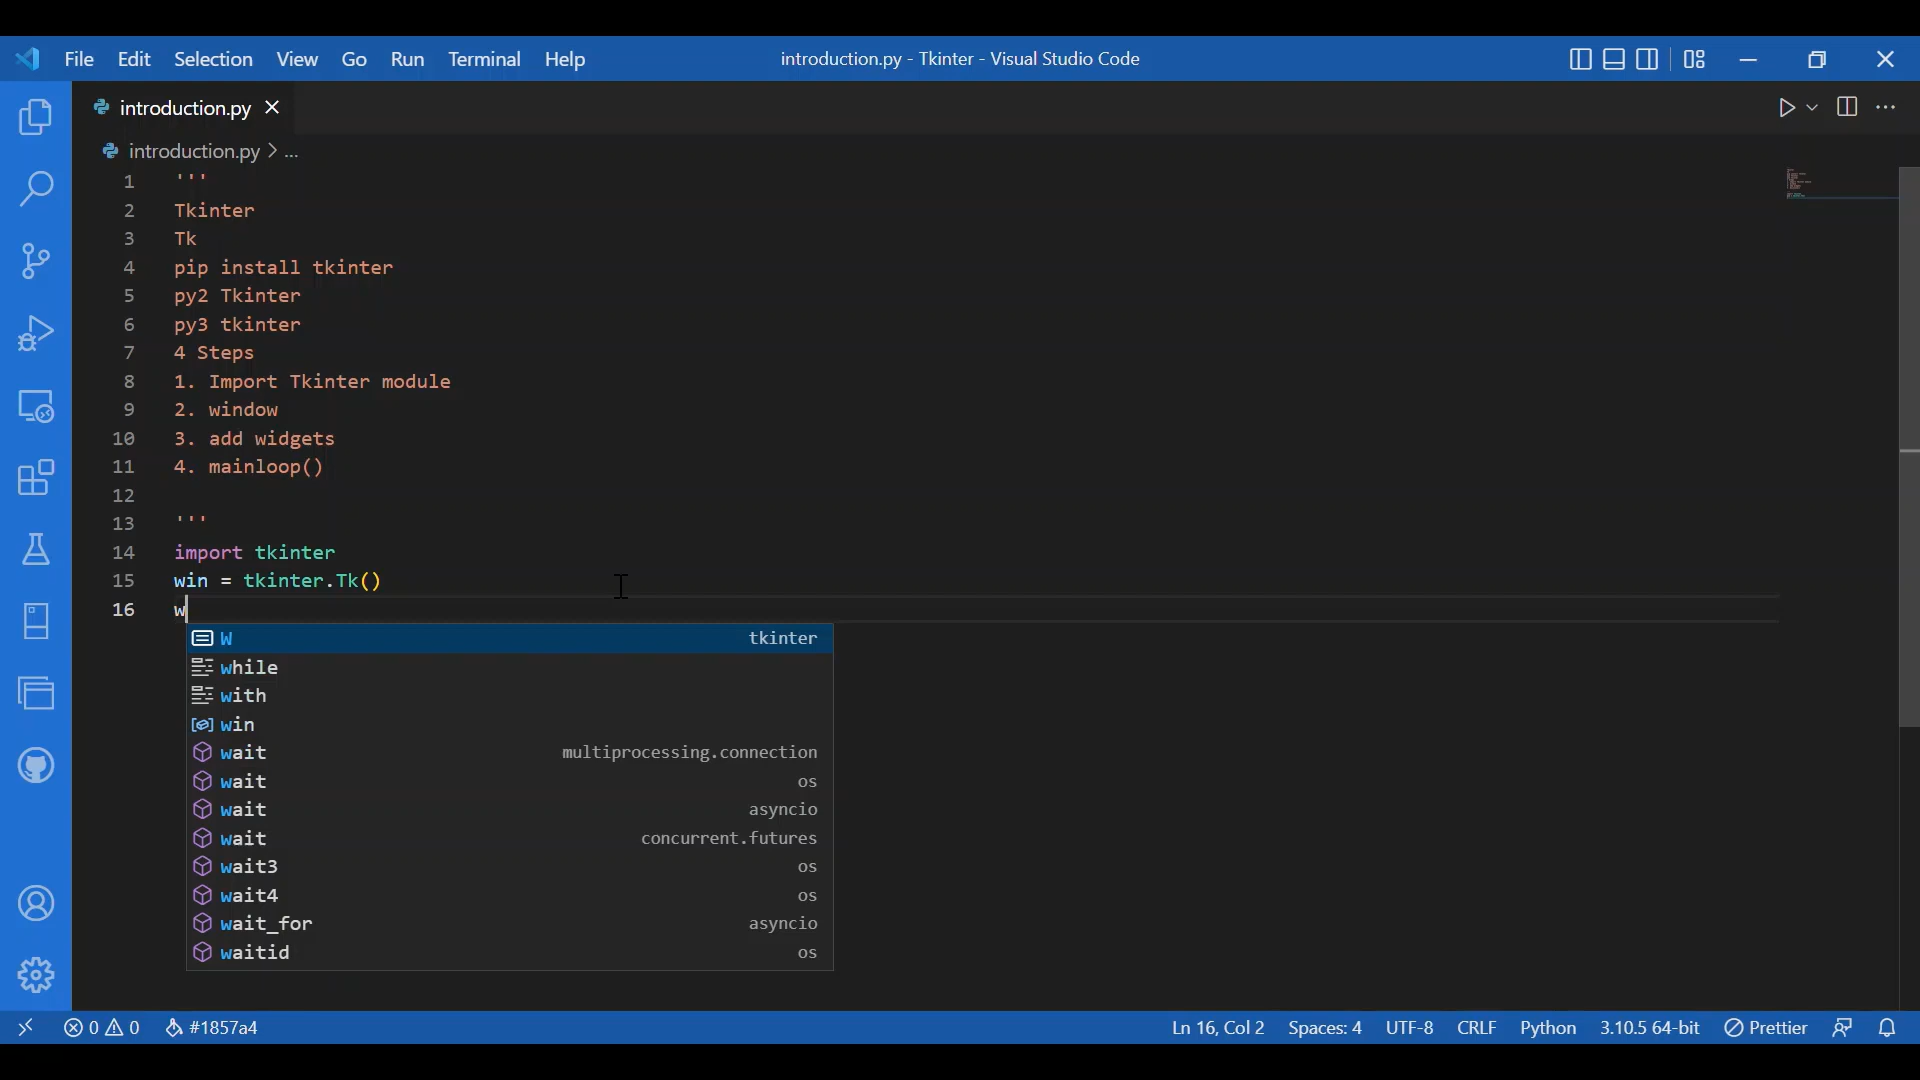 File Edit Selection View Go Run Terminal Help introduction.py - Tkinter - Visual Studio Code
introduction.py
introduction.py > ...
1 '''
2 Tkinter
3 Tk
4 pip install tkinter
5 py2 Tkinter
6 py3 tkinter
7 4 Steps
8 1. Import Tkinter module
9 2. window
10 3. add widgets
11 4. mainloop()
12
13 '''
14 import tkinter
15 win = tkinter.Tk()
16 w
W tkinter
while
with
win
wait multiprocessing.connection
wait os
wait asyncio
wait concurrent.futures
wait3 os
wait4 os
wait_for asyncio
waitid os
0 0 #1857a4 Ln 16, Col 2 Spaces: 4 UTF-8 CRLF Python 3.10.5 64-bit Prettier